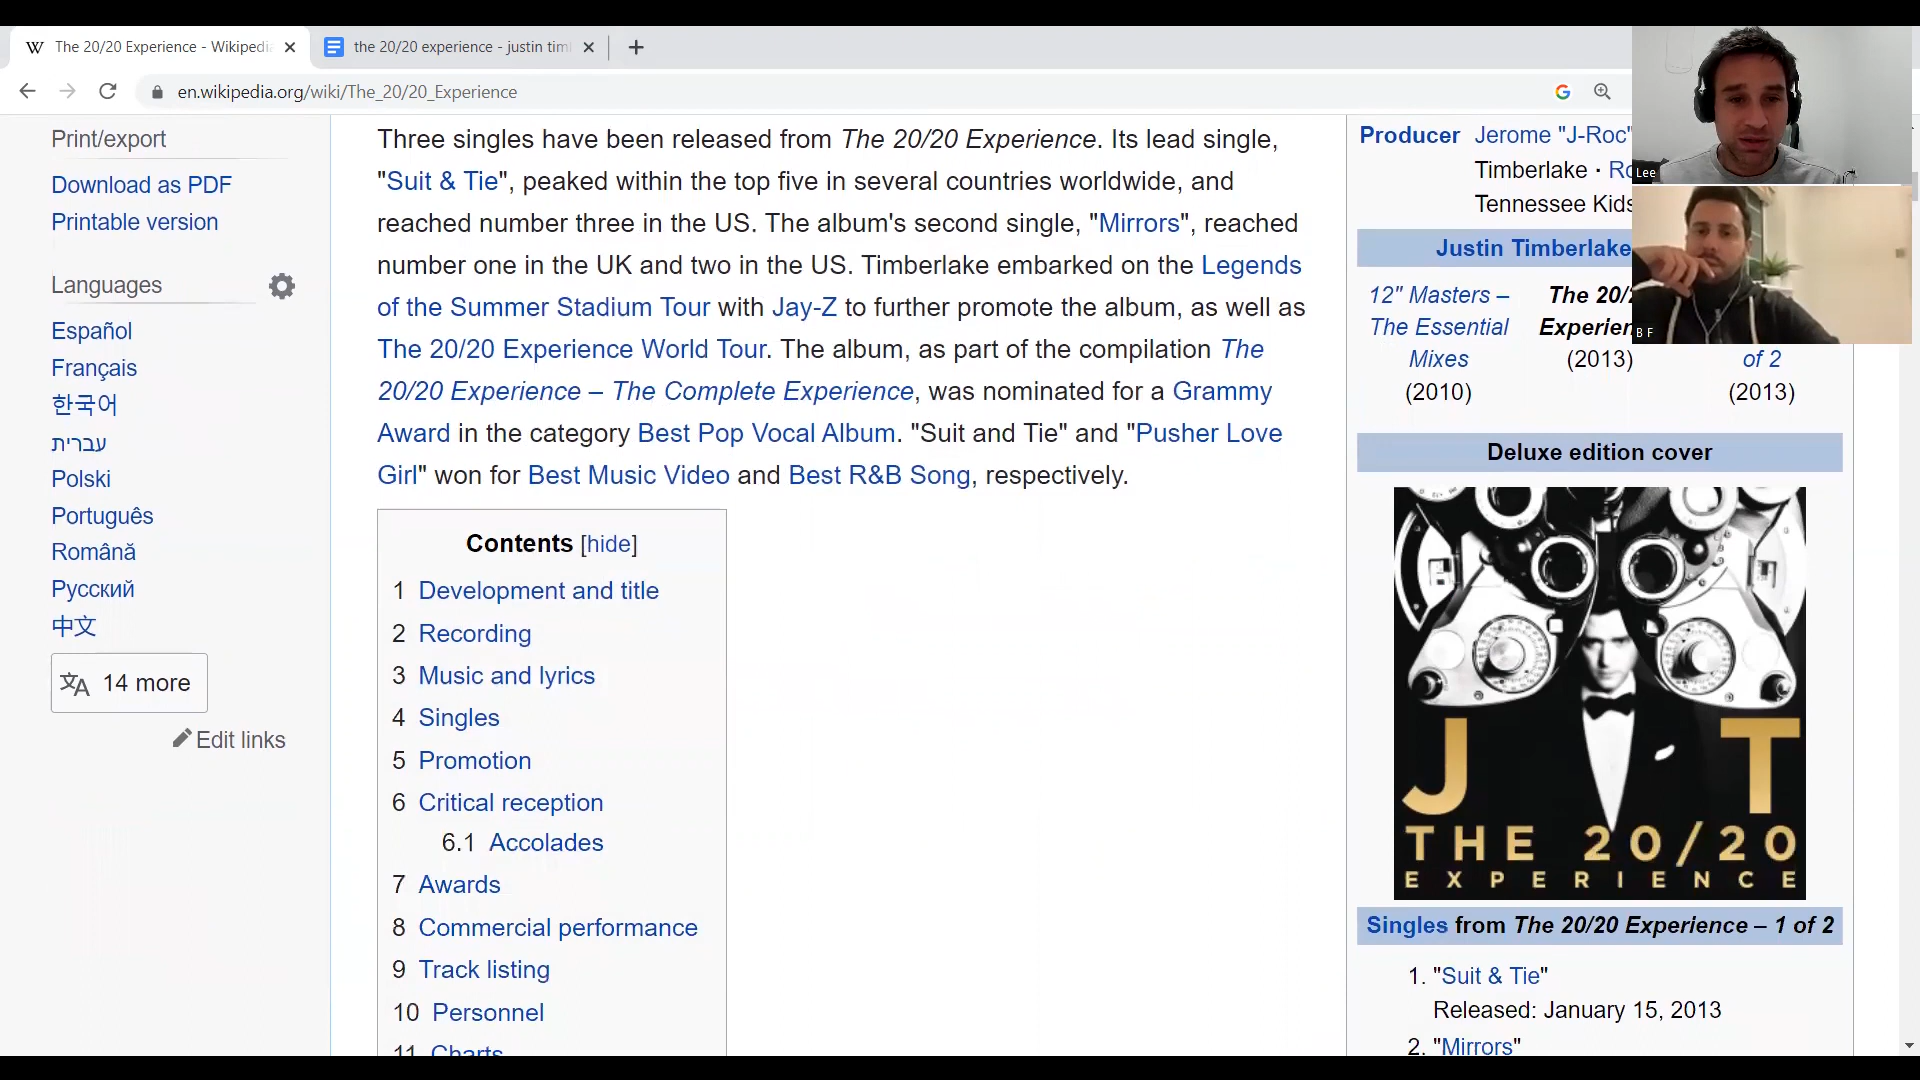 The 20/20 Experience - Wikipedia
the 20/20 experience - justin tim
en.wikipedia.org/wiki/The_20/20_Experience
Print/export
Download as PDF
Printable version
Languages
Español
Français
한국어
עברית
Polski
Português
Română
Русский
中文
14 more
Edit links
Three singles have been released from The 20/20 Experience. Its lead single,
"Suit & Tie", peaked within the top five in several countries worldwide, and
reached number three in the US. The album's second single, "Mirrors", reached
number one in the UK and two in the US. Timberlake embarked on the Legends
of the Summer Stadium Tour with Jay-Z to further promote the album, as well as
The 20/20 Experience World Tour. The album, as part of the compilation The
20/20 Experience – The Complete Experience, was nominated for a Grammy
Award in the category Best Pop Vocal Album. "Suit and Tie" and "Pusher Love
Girl" won for Best Music Video and Best R&B Song, respectively.
Contents [hide]
1 Development and title
2 Recording
3 Music and lyrics
4 Singles
5 Promotion
6 Critical reception
6.1 Accolades
7 Awards
8 Commercial performance
9 Track listing
10 Personnel
11 Charts
Producer Jerome "J-Roc"
Timberlake · Ro
Tennessee Kids
Justin Timberlake
12" Masters –
The Essential
Mixes
(2010)
The 20/2
Experien
(2013)
of 2
(2013)
Deluxe edition cover
J T
THE 20/20
EXPERIENCE
Singles from The 20/20 Experience – 1 of 2
1. "Suit & Tie"
Released: January 15, 2013
2. "Mirrors"
Lee
B F